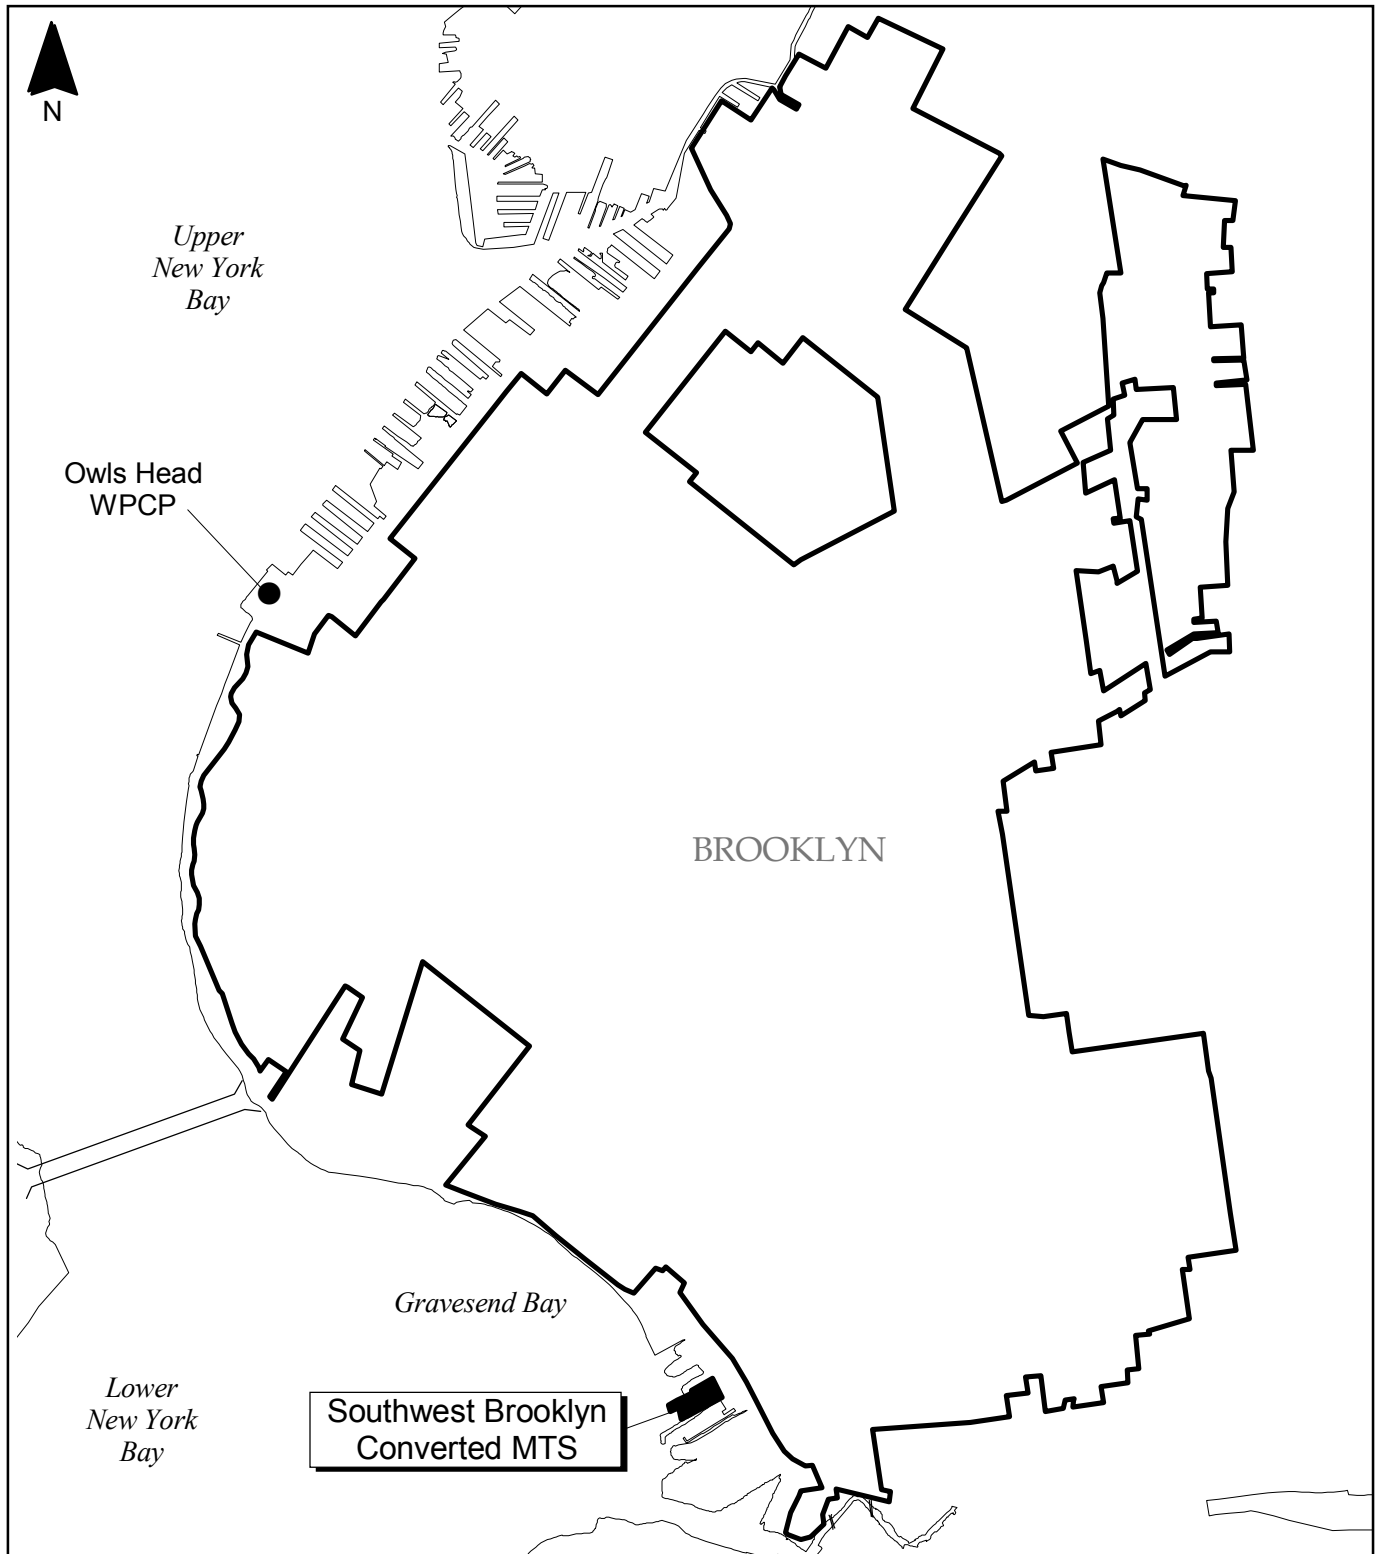 N
Upper
New York
Bay
Owls Head
WPCP
BROOKLYN
Gravesend Bay
Lower
New York
Bay
Southwest Brooklyn
Converted MTS